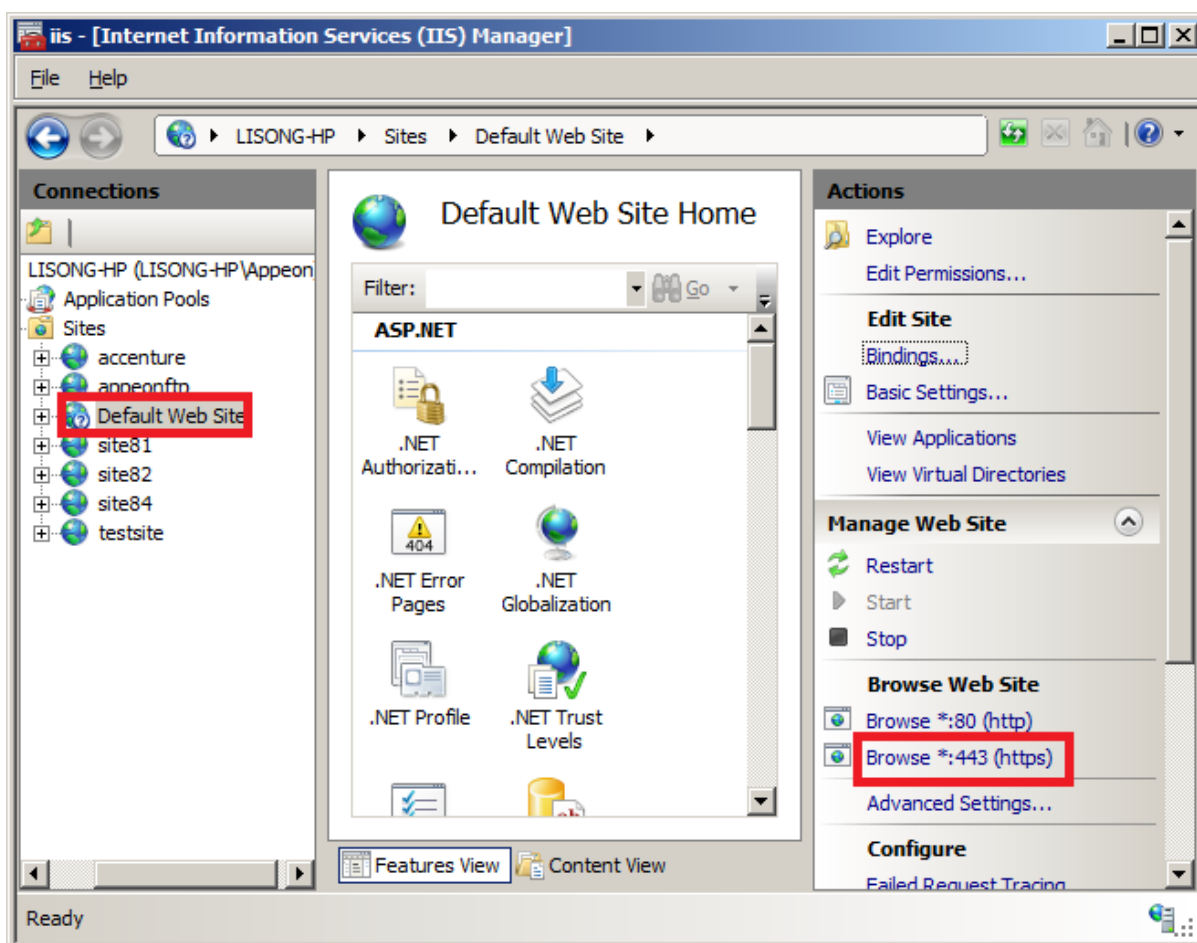 iis - [Internet Information Services (IIS) Manager]
File Help
LISONG-HP Sites Default Web Site
Connections
LISONG-HP (LISONG-HP\Appeon
Application Pools
Sites
accenture
appeonftp
Default Web Site
site81
site82
site84
testsite
Default Web Site Home
Filter:
Go
ASP.NET
.NET
Authorizati...
.NET
Compilation
404
.NET Error
Pages
.NET
Globalization
.NET Profile
.NET Trust
Levels
ab
Features View
Content View
Actions
Explore
Edit Permissions...
Edit Site
Bindings...
Basic Settings...
View Applications
View Virtual Directories
Manage Web Site
Restart
Start
Stop
Browse Web Site
Browse *:80 (http)
Browse *:443 (https)
Advanced Settings...
Configure
Failed Request Tracing
Ready